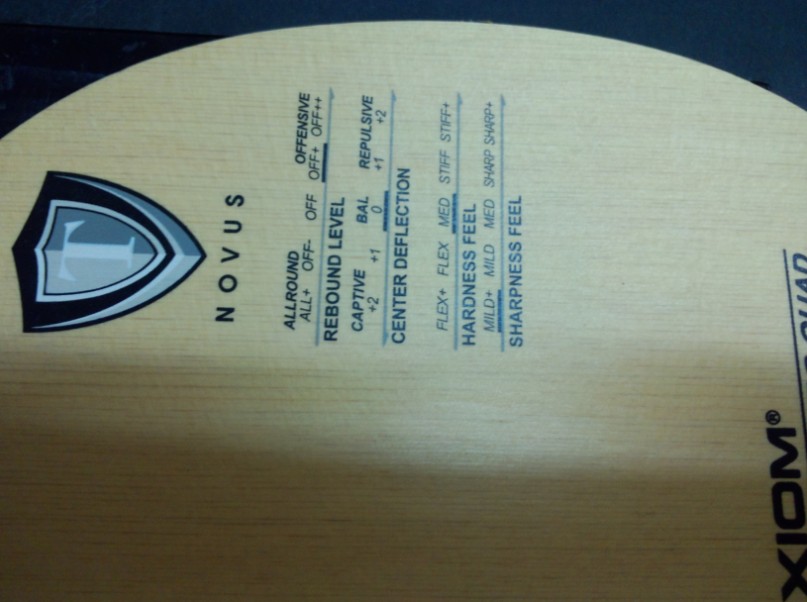 T
NOVUS
ALLROUND OFFENSIVE
ALL+ OFF- OFF OFF+ OFF++
REBOUND LEVEL
CAPTIVE BAL REPULSIVE
+2 +1 0 +1 +2
CENTER DEFLECTION
FLEX+ FLEX MED STIFF STIFF+
HARDNESS FEEL
MILD+ MILD MED SHARP SHARP+
SHARPNESS FEEL
QUAD
XIOM®